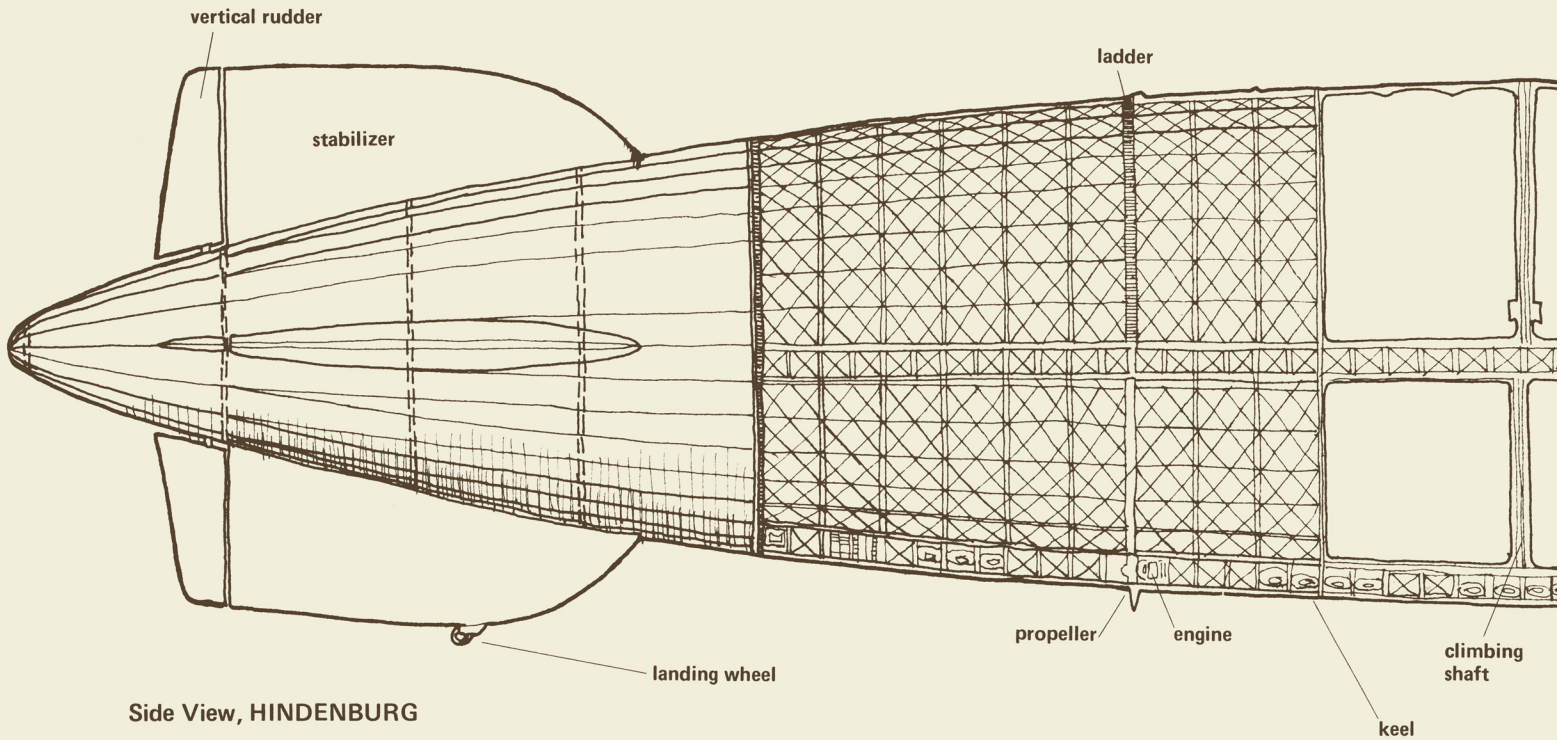 vertical rudder
ladder
stabilizer
propeller
engine
climbing
shaft
landing wheel
Side View, HINDENBURG
keel